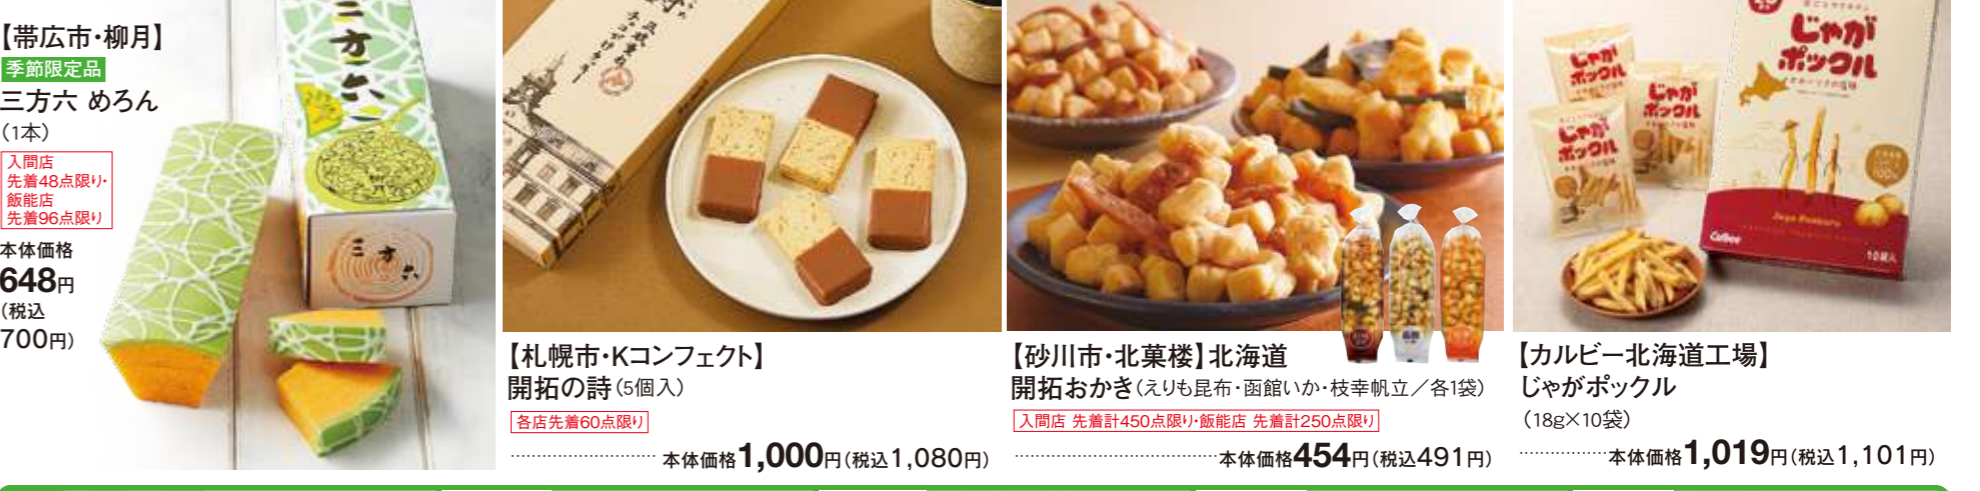 【帯広市・柳月】
季節限定品
三方六 めろん
（1本）
入間店
先着48点限り・
飯能店
先着96点限り
本体価格
648円
（税込
700円）
三方六
三方六
【札幌市・Kコンフェクト】
開拓の詩（5個入）
各店先着60点限り
本体価格1,000円（税込1,080円）
【砂川市・北菓楼】北海道
開拓おかき（えりも昆布・函館いか・枝幸帆立／各1袋）
入間店 先着計450点限り・飯能店 先着計250点限り
本体価格454円（税込491円）
じゃが
ポックル
じゃが
ポックル
じゃが
ポックル
じゃが
ポックル
Jaga Pokkuru
Calbee
10袋入
【カルビー北海道工場】
じゃがポックル
（18g×10袋）
本体価格1,019円（税込1,101円）